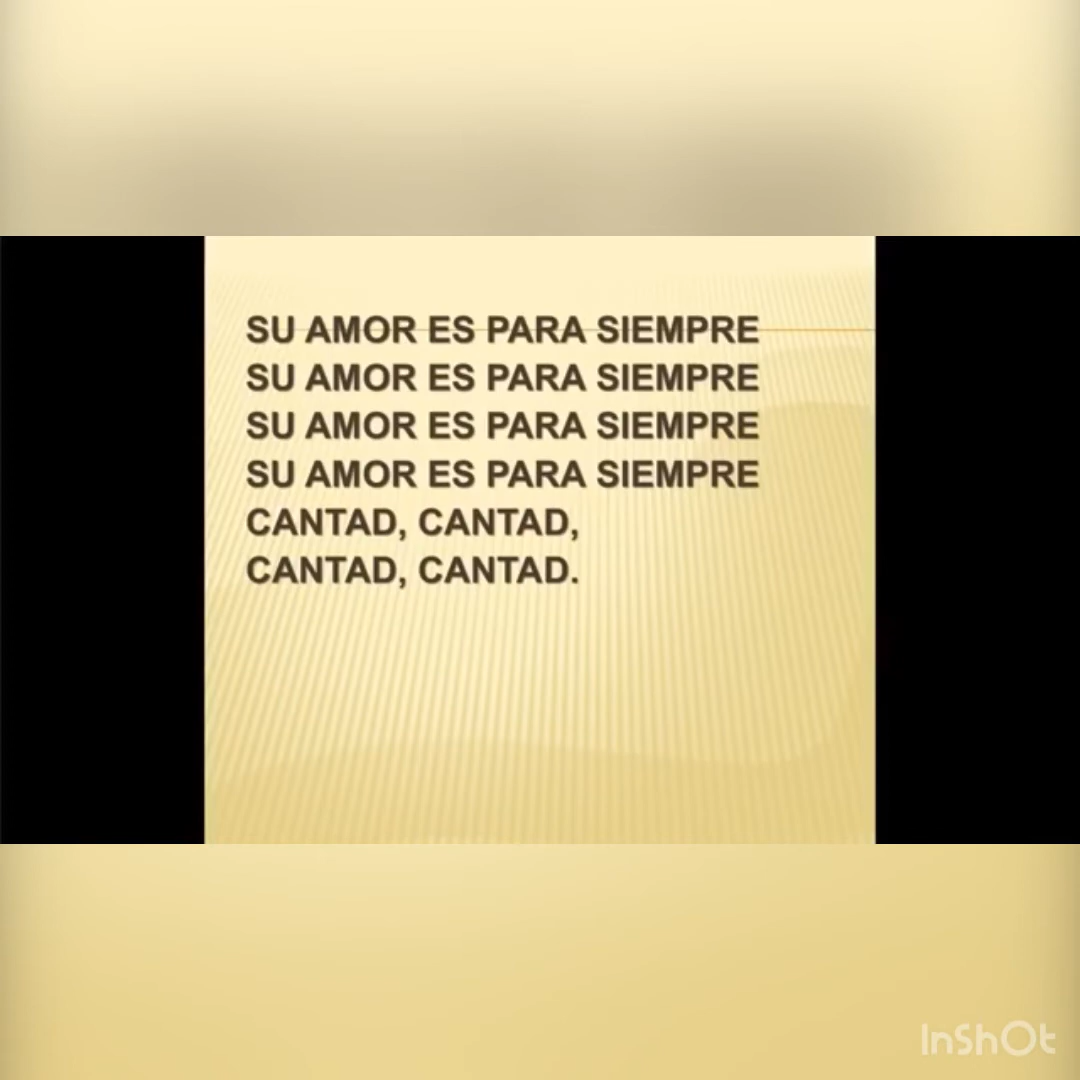 SU AMOR ES PARA SIEMPRE
SU AMOR ES PARA SIEMPRE
SU AMOR ES PARA SIEMPRE
SU AMOR ES PARA SIEMPRE
CANTAD, CANTAD,
CANTAD, CANTAD.
InShOt